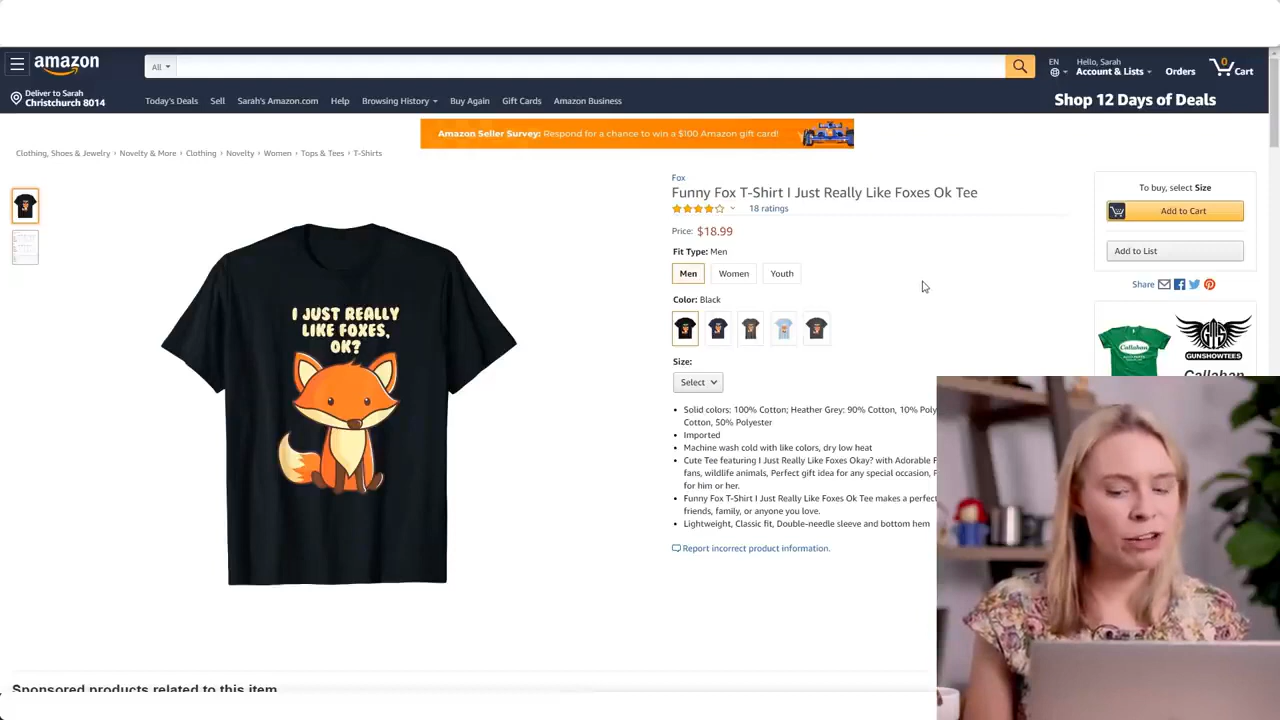 amazon
All
EN
Hello, Sarah
Account & Lists
Orders
0
Cart
Deliver to Sarah
Christchurch 8014
Today's Deals
Sell
Sarah's Amazon.com
Help
Browsing History
Buy Again
Gift Cards
Amazon Business
Shop 12 Days of Deals
Amazon Seller Survey: Respond for a chance to win a $100 Amazon gift card!
Clothing, Shoes & Jewelry › Novelty & More › Clothing › Novelty › Women › Tops & Tees › T-Shirts
I JUST REALLY
LIKE FOXES,
OK?
Fox
Funny Fox T-Shirt I Just Really Like Foxes Ok Tee
18 ratings
Price: $18.99
Fit Type: Men
Men
Women
Youth
Color: Black
Size:
Select
• Solid colors: 100% Cotton; Heather Grey: 90% Cotton, 10% Poly
Cotton, 50% Polyester
• Imported
• Machine wash cold with like colors, dry low heat
• Cute Tee featuring I Just Really Like Foxes Okay? with Adorable F
fans, wildlife animals, Perfect gift idea for any special occasion, F
for him or her.
• Funny Fox T-Shirt I Just Really Like Foxes Ok Tee makes a perfect
friends, family, or anyone you love.
• Lightweight, Classic fit, Double-needle sleeve and bottom hem
Report incorrect product information.
To buy, select Size
Add to Cart
Add to List
Share
Callahan
GUNSHOWTEES
Callahan
Sponsored products related to this item